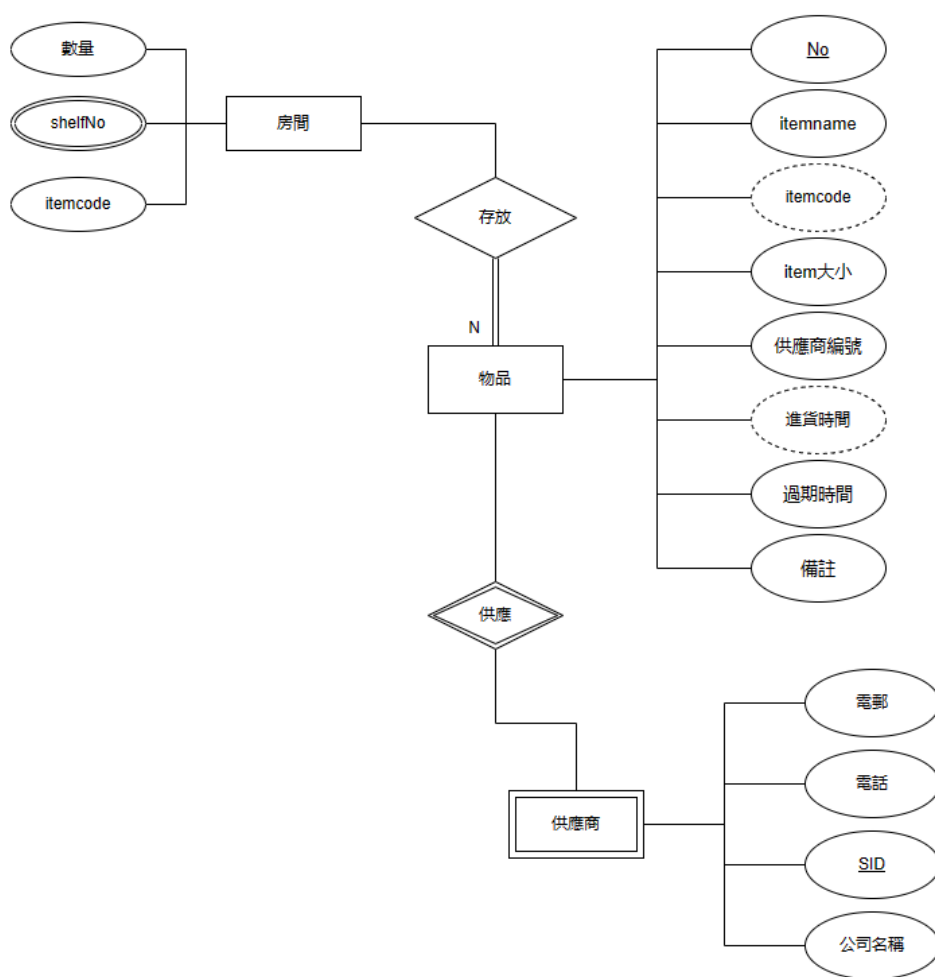 數量
shelfNo
itemcode
房間
存放
N
物品
No
itemname
itemcode
item大小
供應商編號
進貨時間
過期時間
備註
供應
供應商
電郵
電話
SID
公司名稱